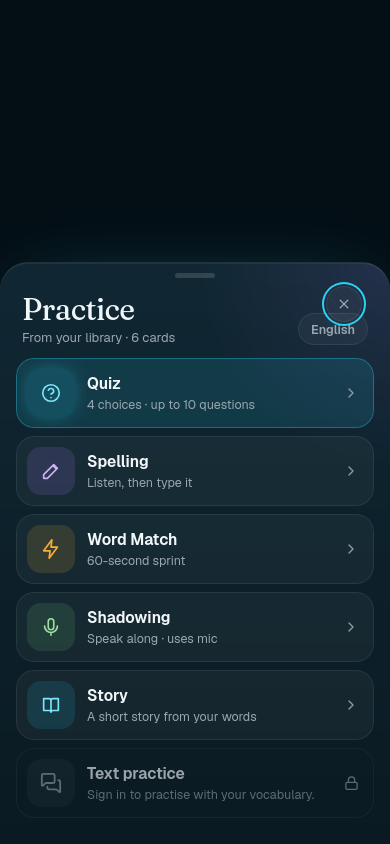 Practice
English
From your library · 6 cards
Quiz
4 choices · up to 10 questions
Spelling
Listen, then type it
Word Match
60-second sprint
Shadowing
Speak along · uses mic
Story
A short story from your words
Text practice
Sign in to practise with your vocabulary.